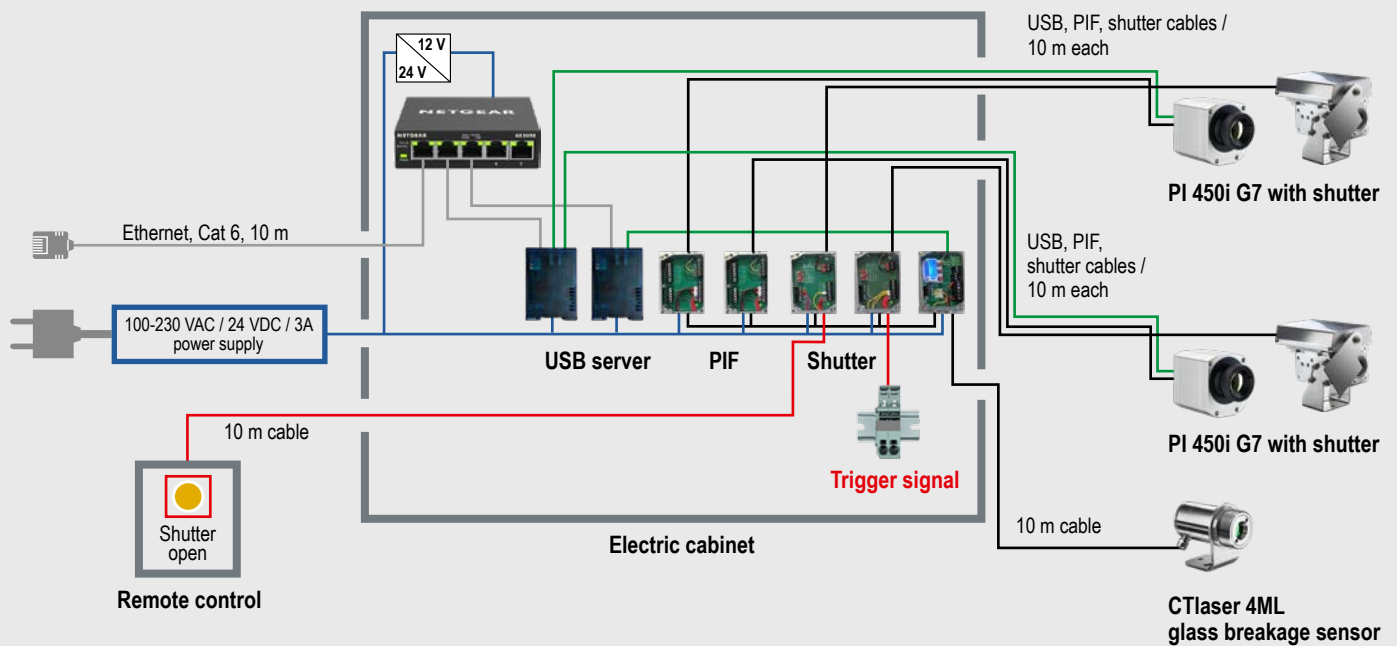 12 V
24 V
NETGEAR
NETGEAR
USB, PIF, shutter cables /
10 m each
PI 450i G7 with shutter
Ethernet, Cat 6, 10 m
USB, PIF,
shutter cables /
10 m each
100-230 VAC / 24 VDC / 3A
power supply
USB server
PIF
Shutter
10 m cable
Trigger signal
PI 450i G7 with shutter
Shutter
open
Remote control
Electric cabinet
10 m cable
CTlaser 4ML
glass breakage sensor